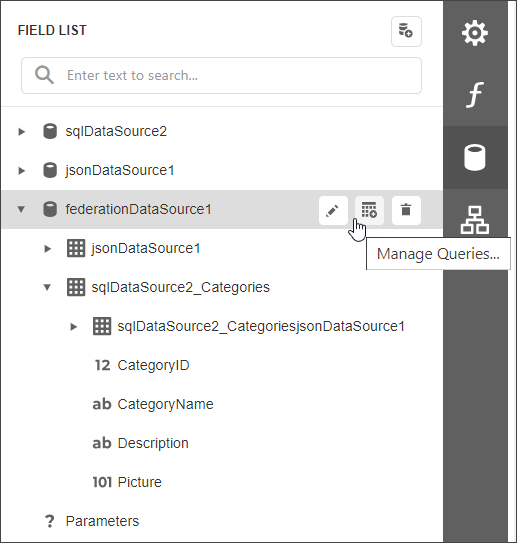 FIELD LIST
Enter text to search...
sqlDataSource2
jsonDataSource1
federationDataSource1
jsonDataSource1
Manage Queries...
sqlDataSource2_Categories
sqlDataSource2_CategoriesjsonDataSource1
12 CategoryID
ab CategoryName
ab Description
101 Picture
? Parameters